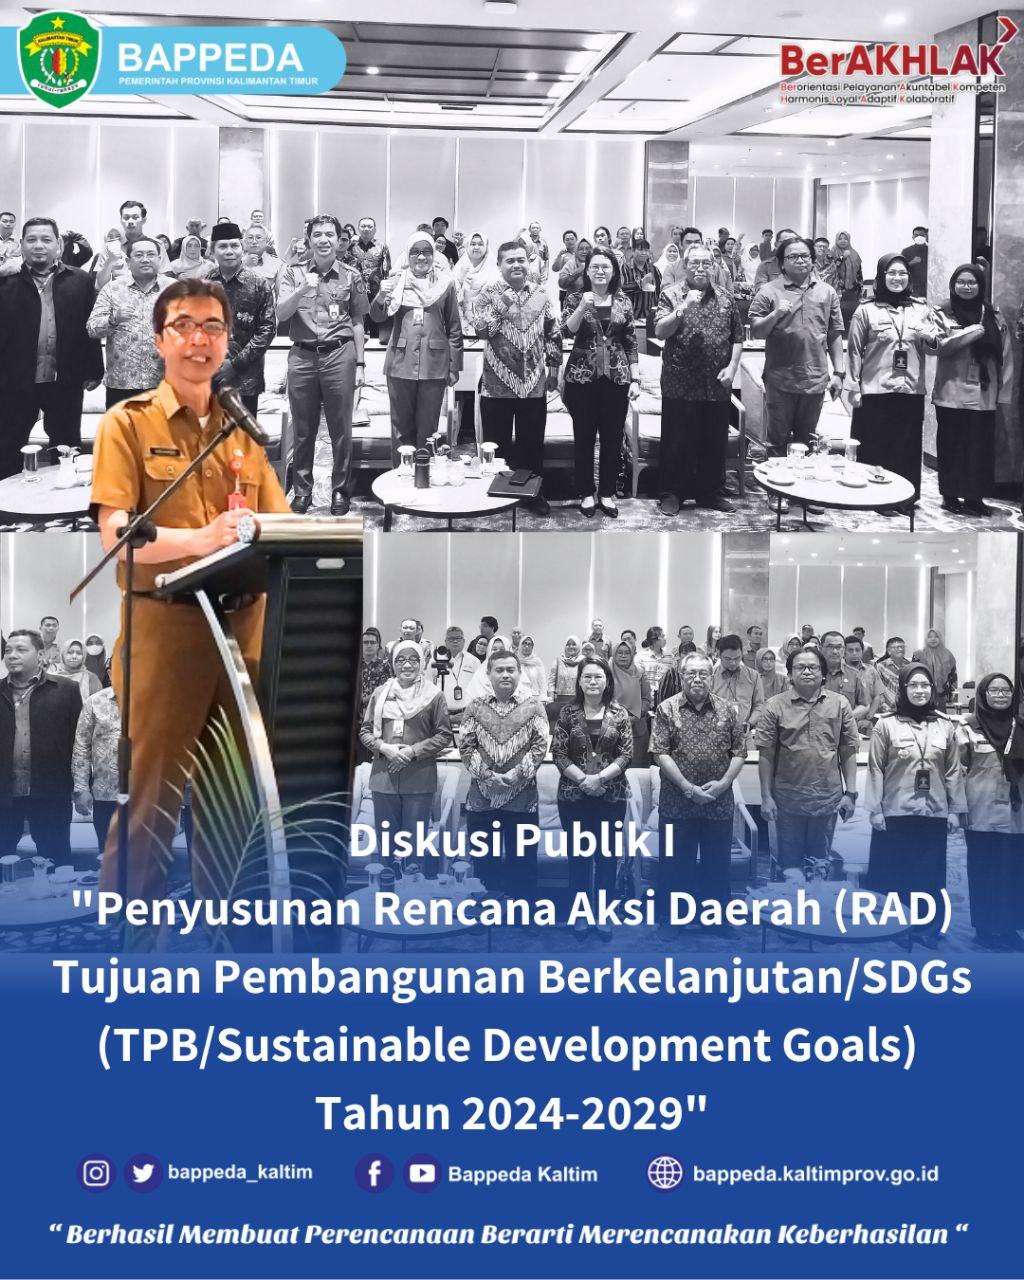 KALIMANTAN TIMUR
BAPPEDA
PEMERINTAH PROVINSI KALIMANTAN TIMUR
BerAKHLAK
Berorientasi Pelayanan Akuntabel Kompeten
Harmonis Loyal Adaptif Kolaboratif
Diskusi Publik I
"Penyusunan Rencana Aksi Daerah (RAD)
Tujuan Pembangunan Berkelanjutan/SDGs
(TPB/Sustainable Development Goals)
Tahun 2024-2029"
bappeda_kaltim
Bappeda Kaltim
bappeda.kaltimprov.go.id
“ Berhasil Membuat Perencanaan Berarti Merencanakan Keberhasilan “